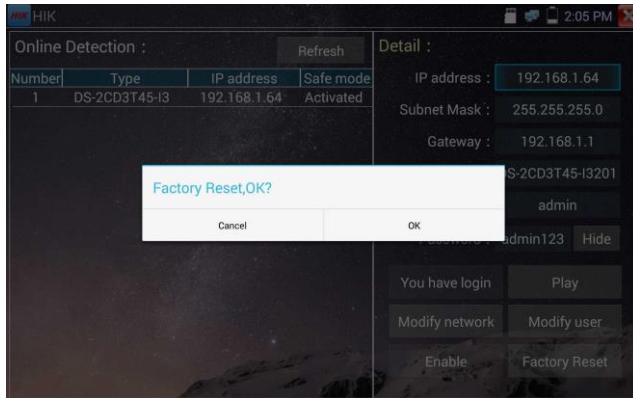 HIK HIK 2:05 PM
Online Detection : Refresh
Number Type IP address Safe mode
1 DS-2CD3T45-I3 192.168.1.64 Activated
Detail :
IP address : 192.168.1.64
Subnet Mask : 255.255.255.0
Gateway : 192.168.1.1
S-2CD3T45-I3201
admin
admin123 Hide
You have login Play
Modify network Modify user
Enable Factory Reset
Factory Reset,OK?
Cancel OK